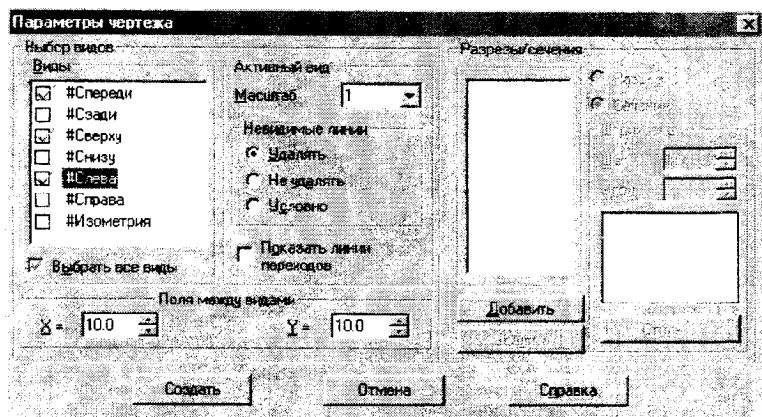 Параметры чертежа
Выбор видов
Виды
#Спереди
#Сзади
#Сверху
#Снизу
#Слева
#Справа
#Изометрия
Выбрать все виды
Активный вид
Масштаб 1
Невидимые линии
Удалять
Не удалять
Условно
Показать линии
переходов
Поля между видами
X = 10.0
Y = 10.0
Разрезы/сечения
Добавить
Создать
Отмена
Справка